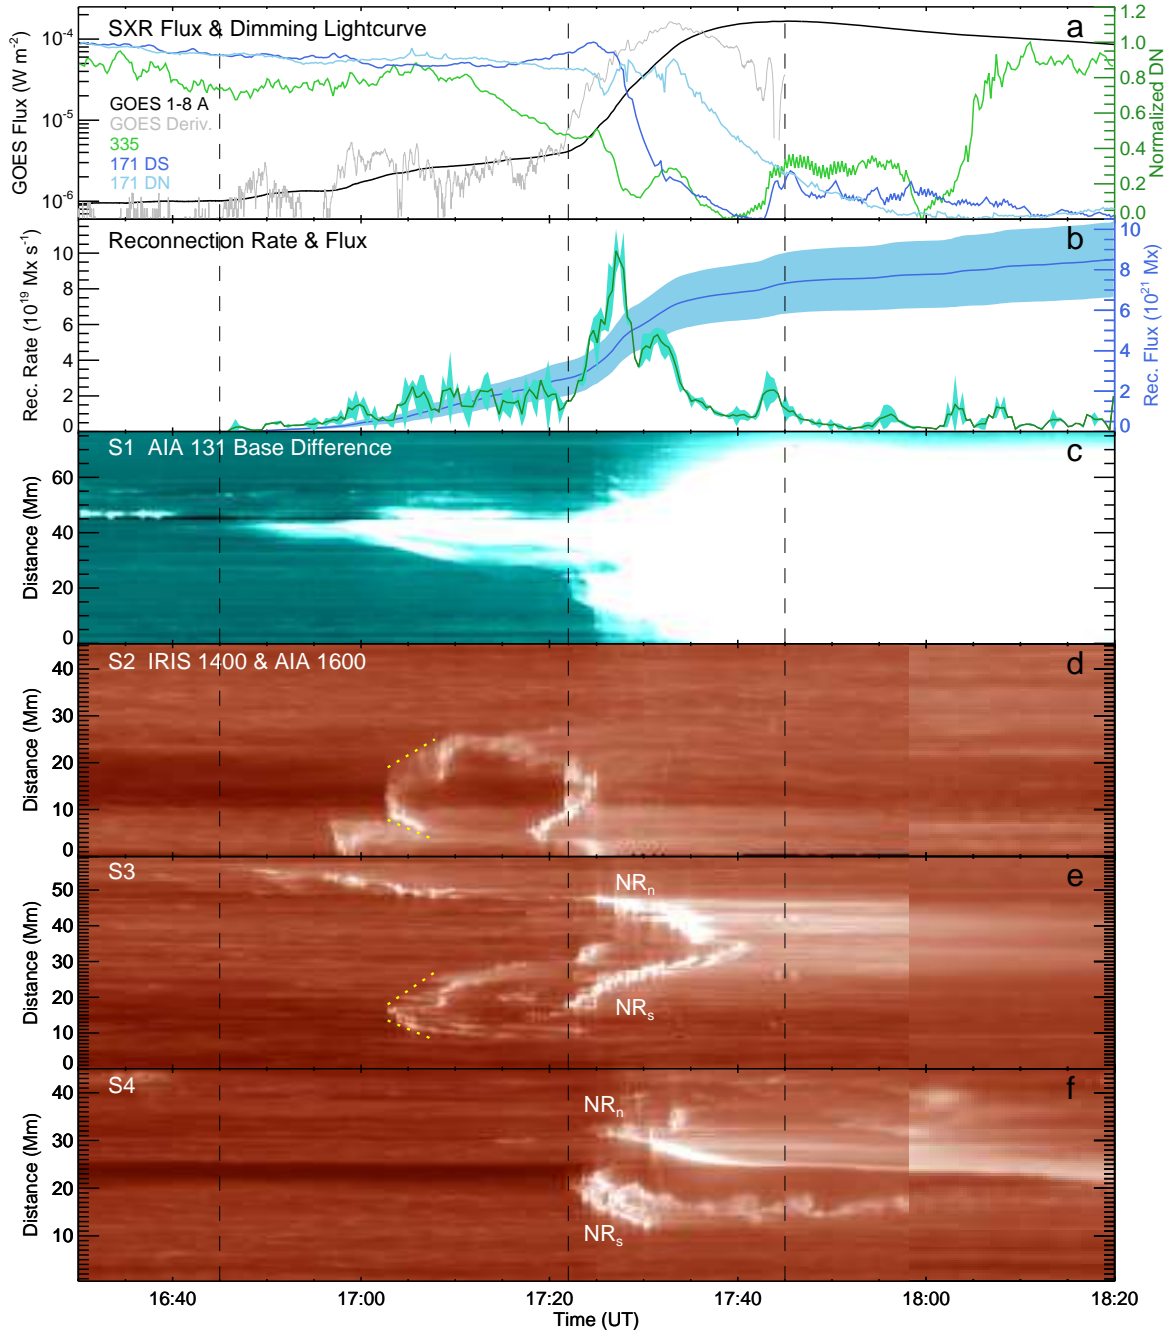 SXR Flux & Dimming Lightcurve
a
GOES 1-8 A
GOES Deriv.
335
171 DS
171 DN
GOES Flux (W m⁻²)
10⁻⁴
10⁻⁵
10⁻⁶
1.2
1.0
0.8
0.6
0.4
0.2
0.0
Normalized DN
Reconnection Rate & Flux
b
Rec. Rate (10¹⁹ Mx s⁻¹)
10
8
6
4
2
0
10
8
6
4
2
0
Rec. Flux (10²¹ Mx)
S1 AIA 131 Base Difference
c
Distance (Mm)
60
40
20
0
S2 IRIS 1400 & AIA 1600
d
Distance (Mm)
40
30
20
10
0
S3
e
NRₙ
NRₛ
Distance (Mm)
50
40
30
20
10
0
S4
f
NRₙ
NRₛ
Distance (Mm)
40
30
20
10
16:40 17:00 17:20 17:40 18:00 18:20
Time (UT)